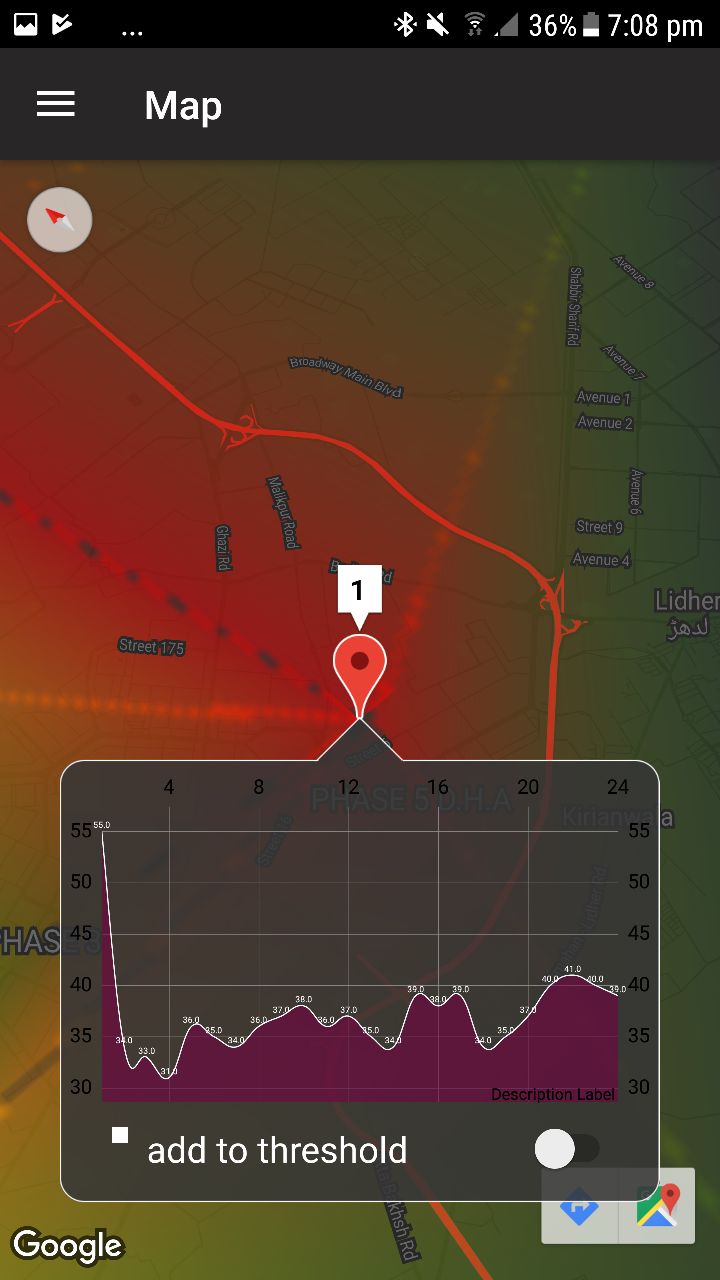 ... 36% 7:08 pm
Map
Avenue 8
Shabbir Sharif Rd
Broadway Main Blvd
Avenue 7
Avenue 1
Avenue 2
Malikpur Road
Avenue 6
Ghazi Rd
Street 9
Avenue 4
1
Lidher
لدھڑ
Street 175
4 8 12 16 20 24
PHASE 5 D.H.A
Kirianwala
55 55.0 55
50 50
45 45
PHASE 3
40 40.0 41.0 40.0 40
39.0 38.0 39.0 39.0
36.0 35.0 34.0 36.0 37.0 38.0 36.0 37.0 35.0 34.0 34.0 35.0 37.0
35 34.0 33.0 31.0 35
30 Description Label 30
add to threshold
Google